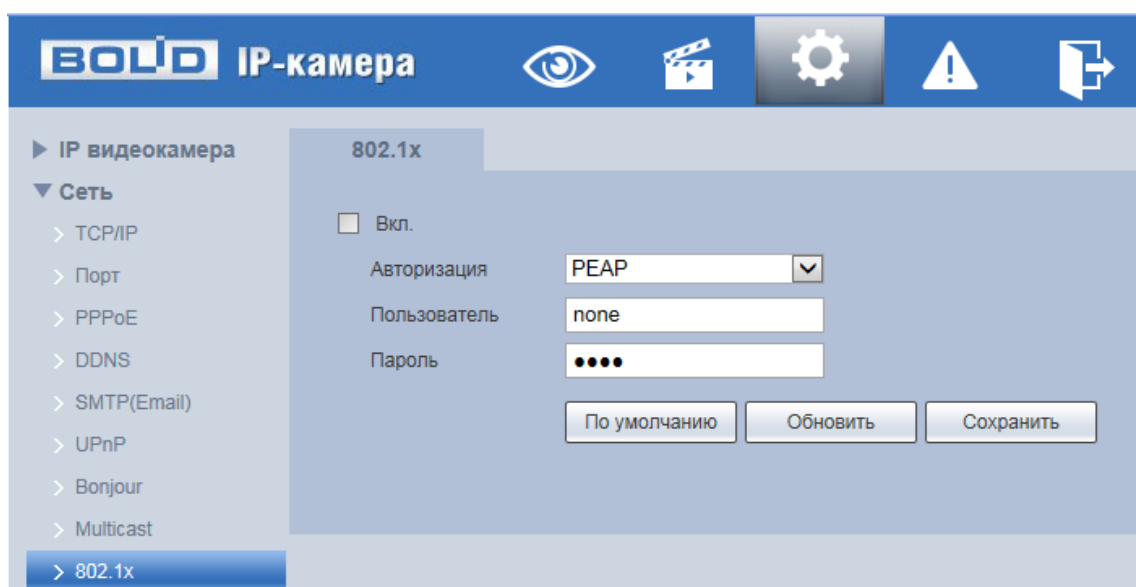 BOLID IP-камера
IP видеокамера
802.1x
Сеть
TCP/IP
Вкл.
Порт
Авторизация PEAP
PPPoE
Пользователь none
DDNS
Пароль ●●●●
SMTP(Email)
По умолчанию Обновить Сохранить
UPnP
Bonjour
Multicast
802.1x